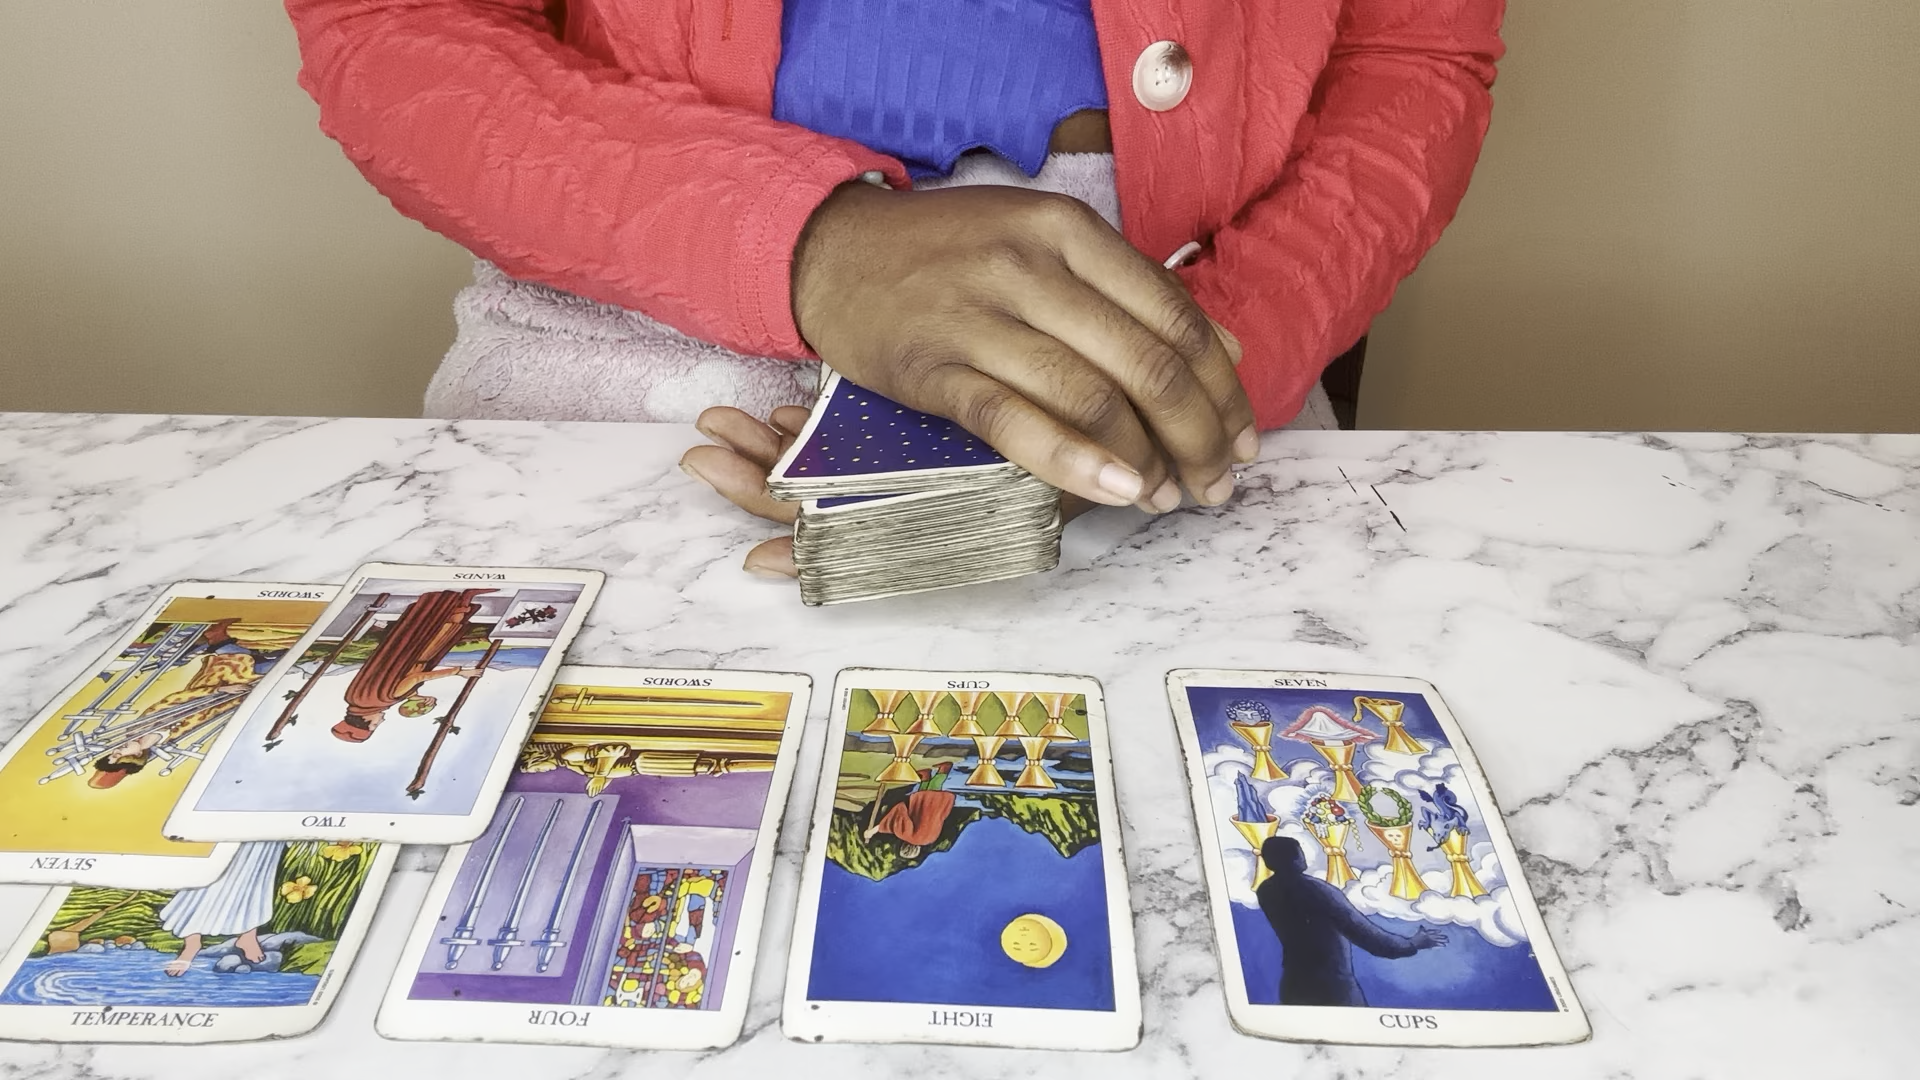 SWORDS
SEVEN
WANDS
TWO
TEMPERANCE
SWORDS
FOUR
CUPS
EIGHT
SEVEN
CUPS